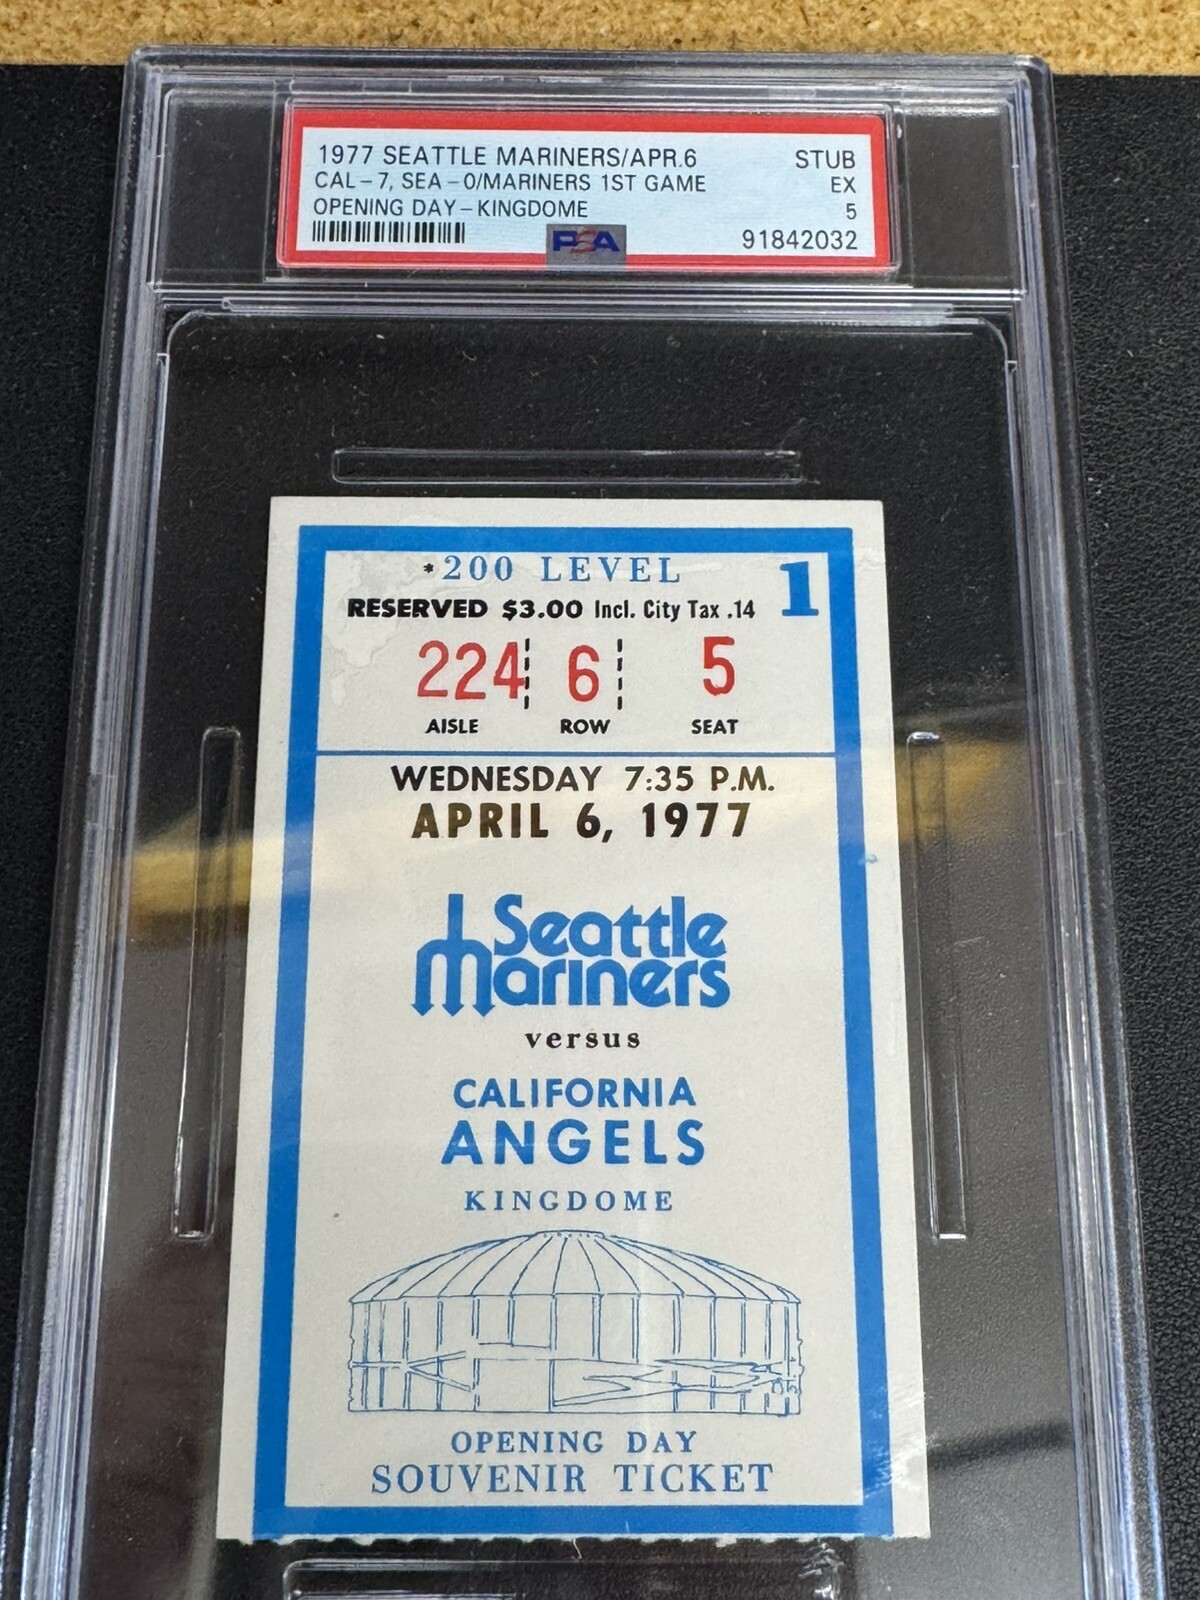 1977 SEATTLE MARINERS/APR.6 STUB
CAL-7, SEA-0/MARINERS 1ST GAME EX
OPENING DAY-KINGDOME 5
PSA 91842032
*200 LEVEL 1
RESERVED $3.00 Incl. City Tax .14
224 6 5
AISLE ROW SEAT
WEDNESDAY 7:35 P.M.
APRIL 6, 1977
Seattle
Mariners
versus
CALIFORNIA
ANGELS
KINGDOME
OPENING DAY
SOUVENIR TICKET